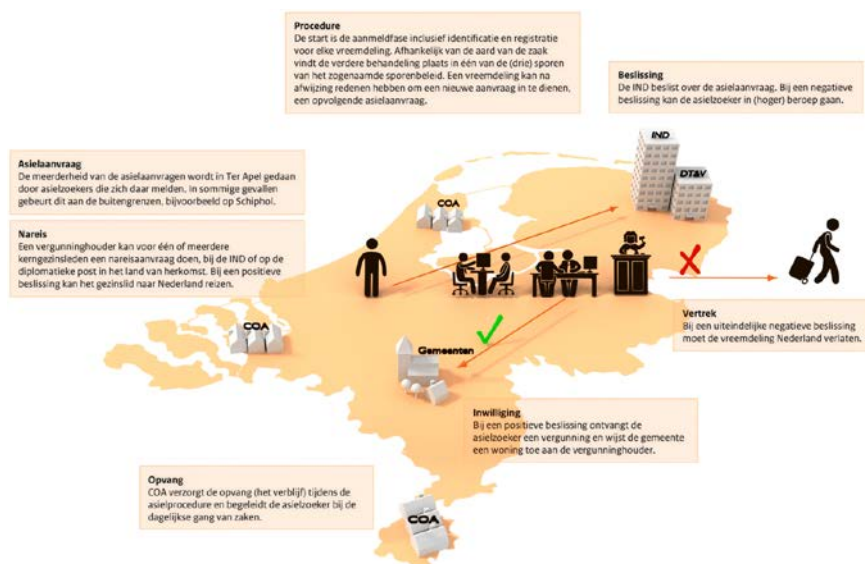 Procedure
De start is de aanmeldfase inclusief identificatie en registratie
voor elke vreemdeling. Afhankelijk van de aard van de zaak
vindt de verdere behandeling plaats in één van de (drie) sporen
van het zogenaamde sporenbeleid. Een vreemdeling kan na
afwijzing redenen hebben om een nieuwe aanvraag in te dienen,
een opvolgende asielaanvraag.
Beslissing
De IND beslist over de asielaanvraag. Bij een negatieve
beslissing kan de asielzoeker in (hoger) beroep gaan.
IND
DT&V
Asielaanvraag
De meerderheid van de asielaanvragen wordt in Ter Apel gedaan
door asielzoekers die zich daar melden. In sommige gevallen
gebeurt dit aan de buitengrenzen, bijvoorbeeld op Schiphol.
COA
Nareis
Een vergunninghouder kan voor één of meerdere
kerngezinsleden een nareisaanvraag doen, bij de IND of op de
diplomatieke post in het land van herkomst. Bij een positieve
beslissing kan het gezinslid naar Nederland reizen.
Vertrek
Bij een uiteindelijke negatieve beslissing
moet de vreemdeling Nederland verlaten.
COA
Gemeenten
Inwilliging
Bij een positieve beslissing ontvangt de
asielzoeker een vergunning en wijst de gemeente
een woning toe aan de vergunninghouder.
Opvang
COA verzorgt de opvang (het verblijf) tijdens de
asielprocedure en begeleidt de asielzoeker bij de
dagelijkse gang van zaken.
COA